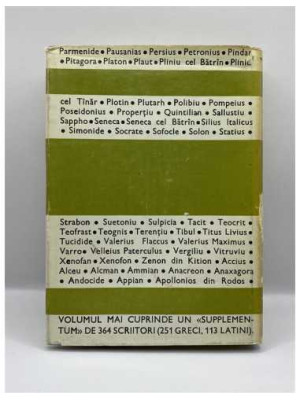 Parmenide • Pausanias • Persius • Petronius • Pindar
• Pitagora • Platon • Plaut • Pliniu cel Bătrîn • Pliniu
cel Tînăr • Plotin • Plutarh • Polibiu • Pompeius •
Poseidonius • Properțiu • Quintilian • Sallustiu •
Sappho • Seneca • Seneca cel Bătrîn • Silius Italicus
• Simonide • Socrate • Sofocle • Solon • Statius •
Strabon • Suetoniu • Sulpicia • Tacit • Teocrit •
Teofrast • Teognis • Terențiu • Tibul • Titus Livius •
Tucidide • Valerius Flaccus • Valerius Maximus •
Varro • Velleius Paterculus • Vergiliu • Vitruviu •
Xenofan • Xenofon • Zenon din Kition • Accius •
Alceu • Alcman • Ammian • Anacreon • Anaxagora
• Andocide • Appian • Apollonios din Rodos •
VOLUMUL MAI CUPRINDE UN «SUPPLEMEN-
TUM» DE 364 SCRIITORI (251 GRECI, 113 LATINI).